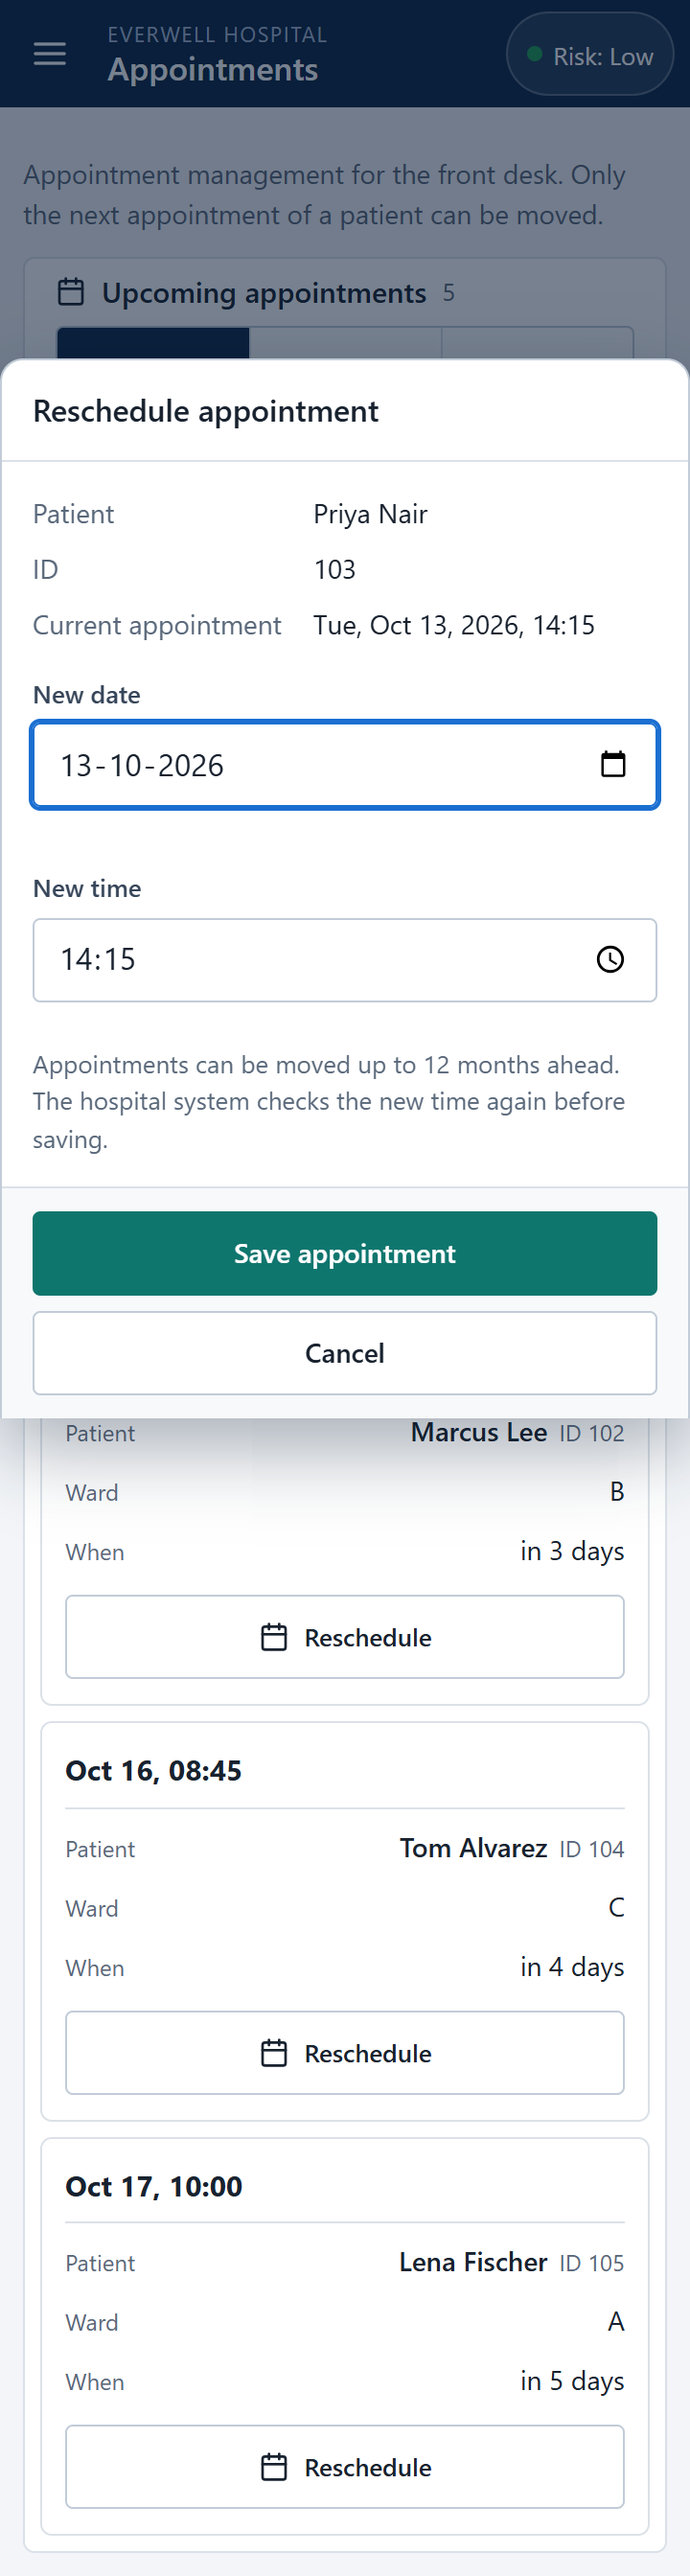 EVERWELL HOSPITAL
Appointments
Risk: Low
Appointment management for the front desk. Only
the next appointment of a patient can be moved.
Upcoming appointments 5
Reschedule appointment
Patient Priya Nair
ID 103
Current appointment Tue, Oct 13, 2026, 14:15
New date
13-10-2026
New time
14:15
Appointments can be moved up to 12 months ahead.
The hospital system checks the new time again before
saving.
Save appointment
Cancel
Patient Marcus Lee ID 102
Ward B
When in 3 days
Reschedule
Oct 16, 08:45
Patient Tom Alvarez ID 104
Ward C
When in 4 days
Reschedule
Oct 17, 10:00
Patient Lena Fischer ID 105
Ward A
When in 5 days
Reschedule